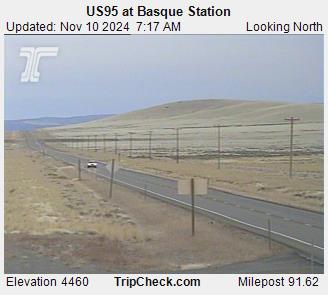 US95 at Basque Station
Updated: Nov 10 2024 7:17 AM Looking North
Elevation 4460 TripCheck.com Milepost 91.62